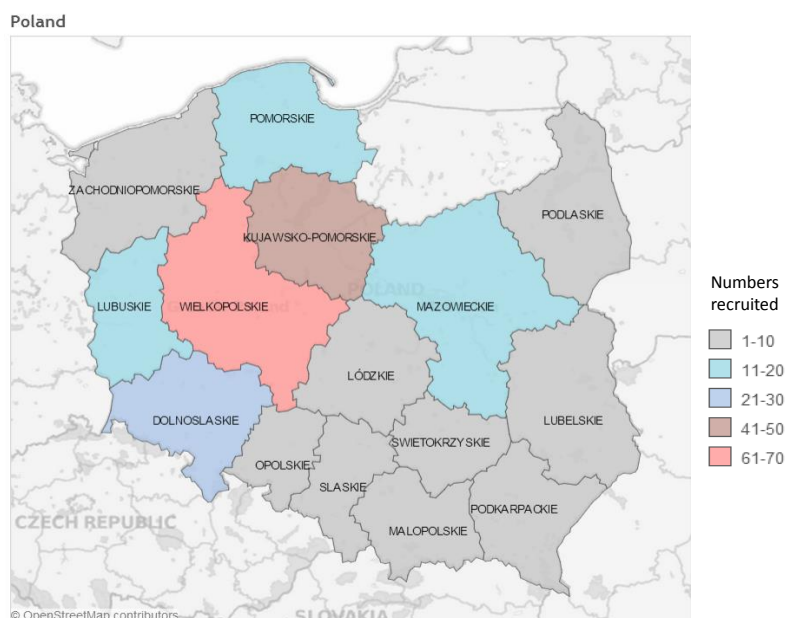 Poland
POMORSKIE
ZACHODNIOPOMORSKIE
PODLASKIE
KUJAWSKO-POMORSKIE
POLAND
LUBUSKIE
WIELKOPOLSKIE
MAZOWIECKIE
LÓDZKIE
DOLNOSLASKIE
LUBELSKIE
SWIETOKRZYSKIE
OPOLSKIE
SLASKIE
PODKARPACKIE
MALOPOLSKIE
CZECH REPUBLIC
SLOVAKIA
© OpenStreetMap contributors
Numbers
recruited
1-10
11-20
21-30
41-50
61-70